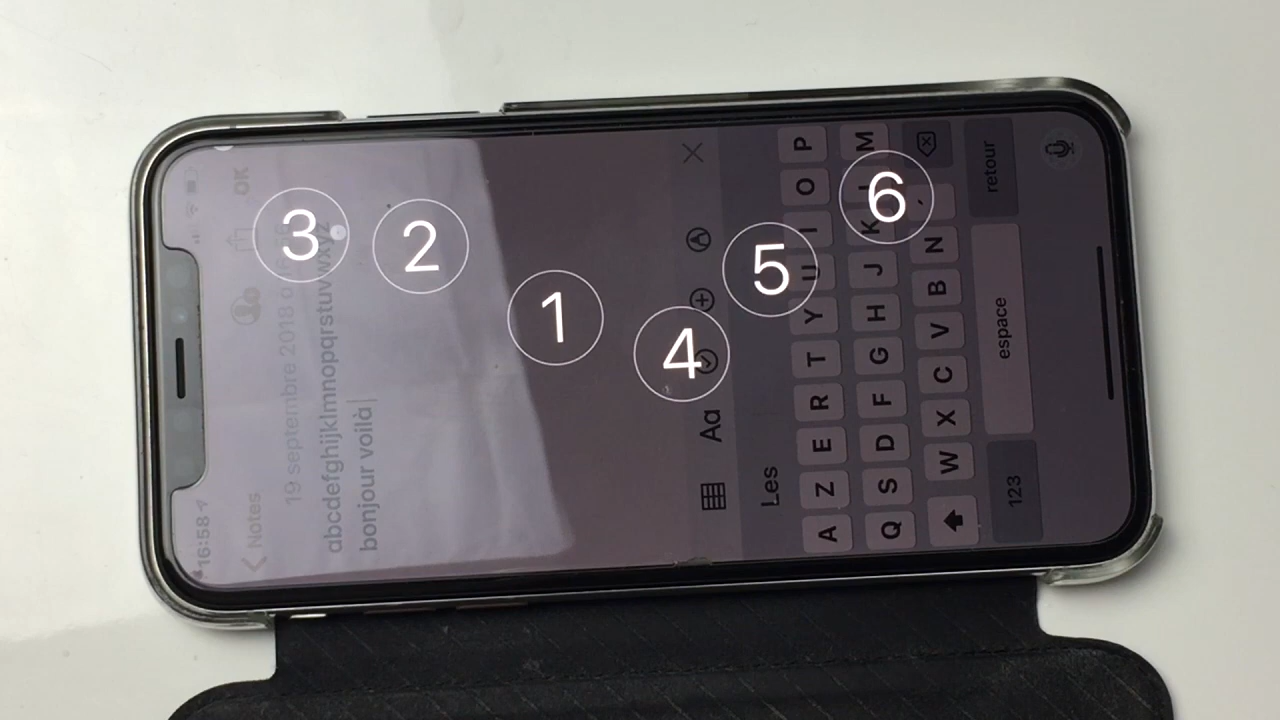 16:58
Notes
OK
19 septembre 2018
abcdefghijklmnopqrstuvwxyz
bonjour voilà
3
2
1
4
5
6
Aa
Les
A Z E R T Y U I O P
Q S D F G H J K L M
W X C V B N '
123 espace retour